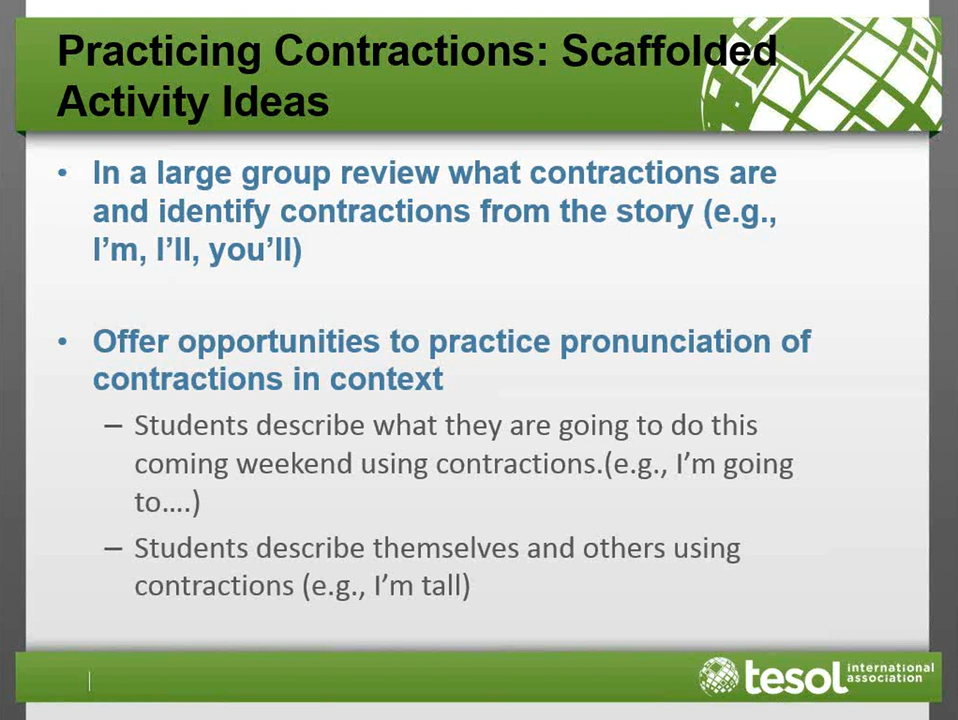 Practicing Contractions: Scaffolded
Activity Ideas
• In a large group review what contractions are
and identify contractions from the story (e.g.,
I’m, I’ll, you’ll)
• Offer opportunities to practice pronunciation of
contractions in context
– Students describe what they are going to do this
coming weekend using contractions.(e.g., I’m going
to….)
– Students describe themselves and others using
contractions (e.g., I’m tall)
tesol international
association